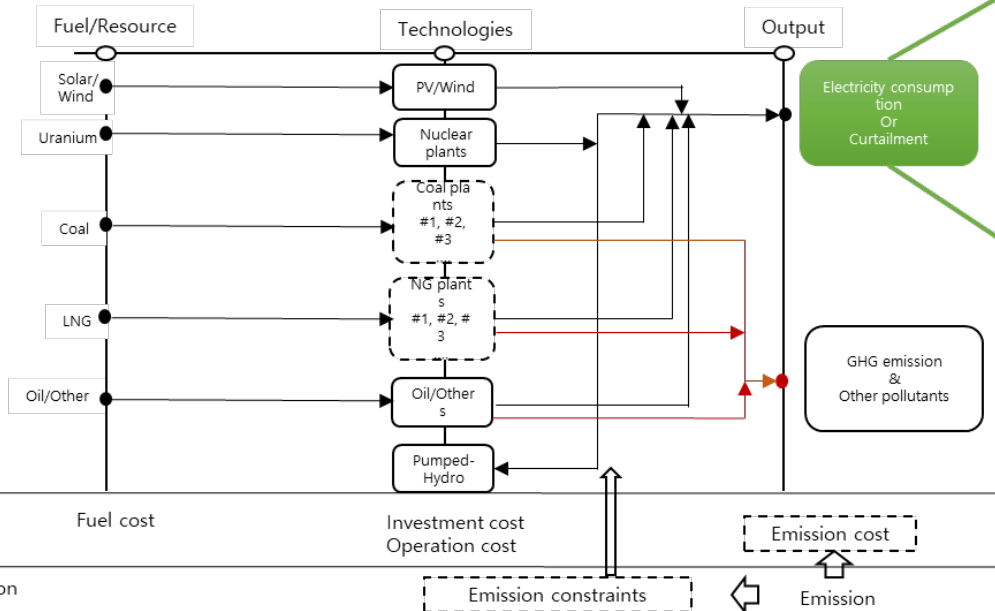 Fuel/Resource
Technologies
Output
Solar/
Wind
PV/Wind
Electricity consump
tion
Or
Curtailment
Uranium
Nuclear
plants
Coal
Coal pla
nts
#1, #2,
#3
....
LNG
NG plant
s
#1, #2, #
3
....
GHG emission
&
Other pollutants
Oil/Other
Oil/Other
s
Pumped-
Hydro
Fuel cost
Investment cost
Operation cost
Emission cost
on
Emission constraints
Emission